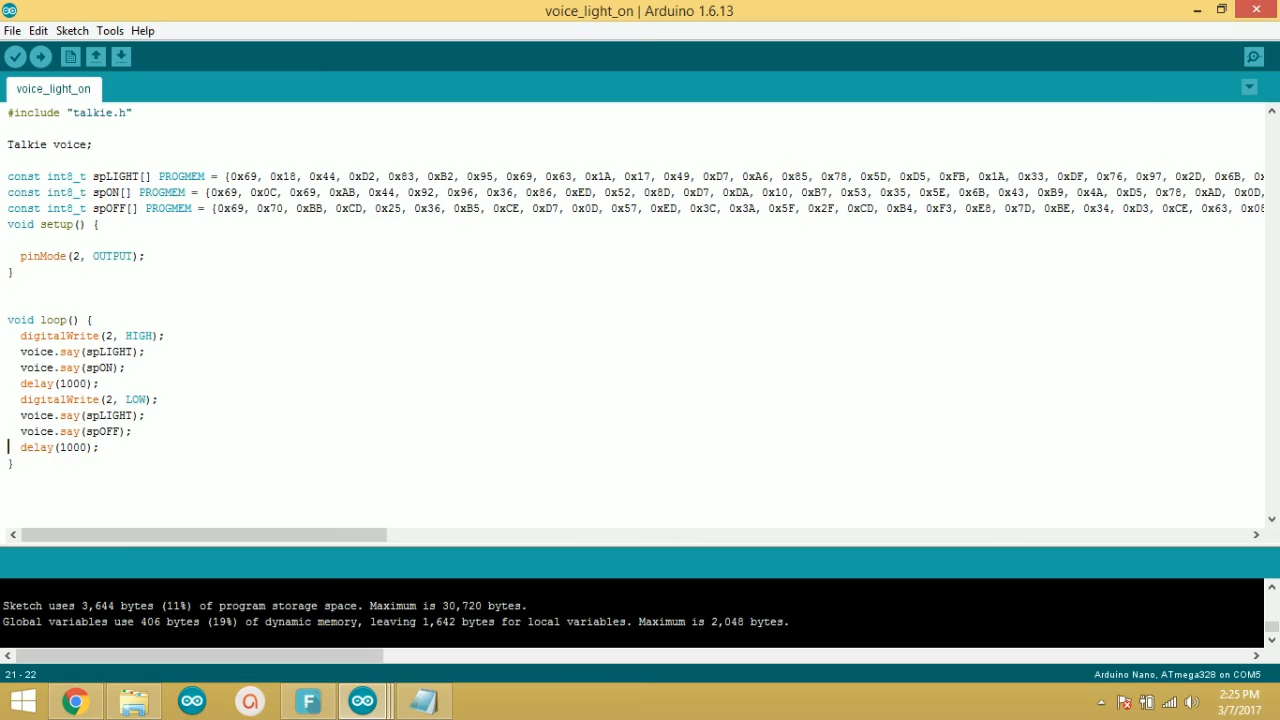 voice_light_on | Arduino 1.6.13
File Edit Sketch Tools Help
voice_light_on
#include "talkie.h"
Talkie voice;
const int8_t spLIGHT[] PROGMEM = {0x69, 0x18, 0x44, 0xD2, 0x83, 0xB2, 0x95, 0x69, 0x63, 0x1A, 0x17, 0x49, 0xD7, 0xA6, 0x85, 0x78, 0x5D, 0xD5, 0xFB, 0x1A, 0x33, 0xDF, 0x76, 0x97, 0x2D, 0x6B, 0x
const int8_t spON[] PROGMEM = {0x69, 0x0C, 0x69, 0xAB, 0x44, 0x92, 0x96, 0x3C, 0x86, 0xED, 0x52, 0x8D, 0xD7, 0xDA, 0x10, 0xB7, 0x53, 0x35, 0x5E, 0x6B, 0x43, 0xB9, 0x4A, 0xD5, 0x78, 0xAD, 0x0D,
const int8_t spOFF[] PROGMEM = {0x69, 0x70, 0xBB, 0xCD, 0x25, 0x36, 0xB5, 0xCE, 0xD7, 0x0D, 0x57, 0xED, 0x3C, 0x3A, 0x5F, 0x2F, 0xCD, 0xB4, 0xF3, 0xE8, 0x7D, 0xBE, 0x34, 0xD3, 0xCE, 0x63, 0x08
void setup() {
pinMode(2, OUTPUT);
}
void loop() {
digitalWrite(2, HIGH);
voice.say(spLIGHT);
voice.say(spON);
delay(1000);
digitalWrite(2, LOW);
voice.say(spLIGHT);
voice.say(spOFF);
delay(1000);
}
Sketch uses 3,644 bytes (11%) of program storage space. Maximum is 30,720 bytes.
Global variables use 406 bytes (19%) of dynamic memory, leaving 1,642 bytes for local variables. Maximum is 2,048 bytes.
21 - 22
Arduino Nano, ATmega328 on COM5
2:25 PM
3/7/2017